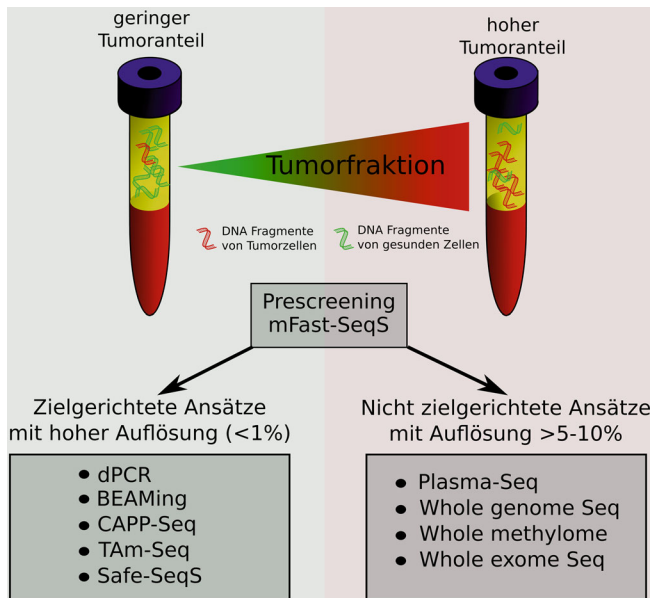 geringer
Tumoranteil
hoher
Tumoranteil
Tumorfraktion
DNA Fragmente
von Tumorzellen
DNA Fragmente
von gesunden Zellen
Prescreening
mFast-SeqS
Zielgerichtete Ansätze
mit hoher Auflösung (<1%)
• dPCR
• BEAMing
• CAPP-Seq
• TAm-Seq
• Safe-SeqS
Nicht zielgerichtete Ansätze
mit Auflösung >5-10%
• Plasma-Seq
• Whole genome Seq
• Whole methylome
• Whole exome Seq